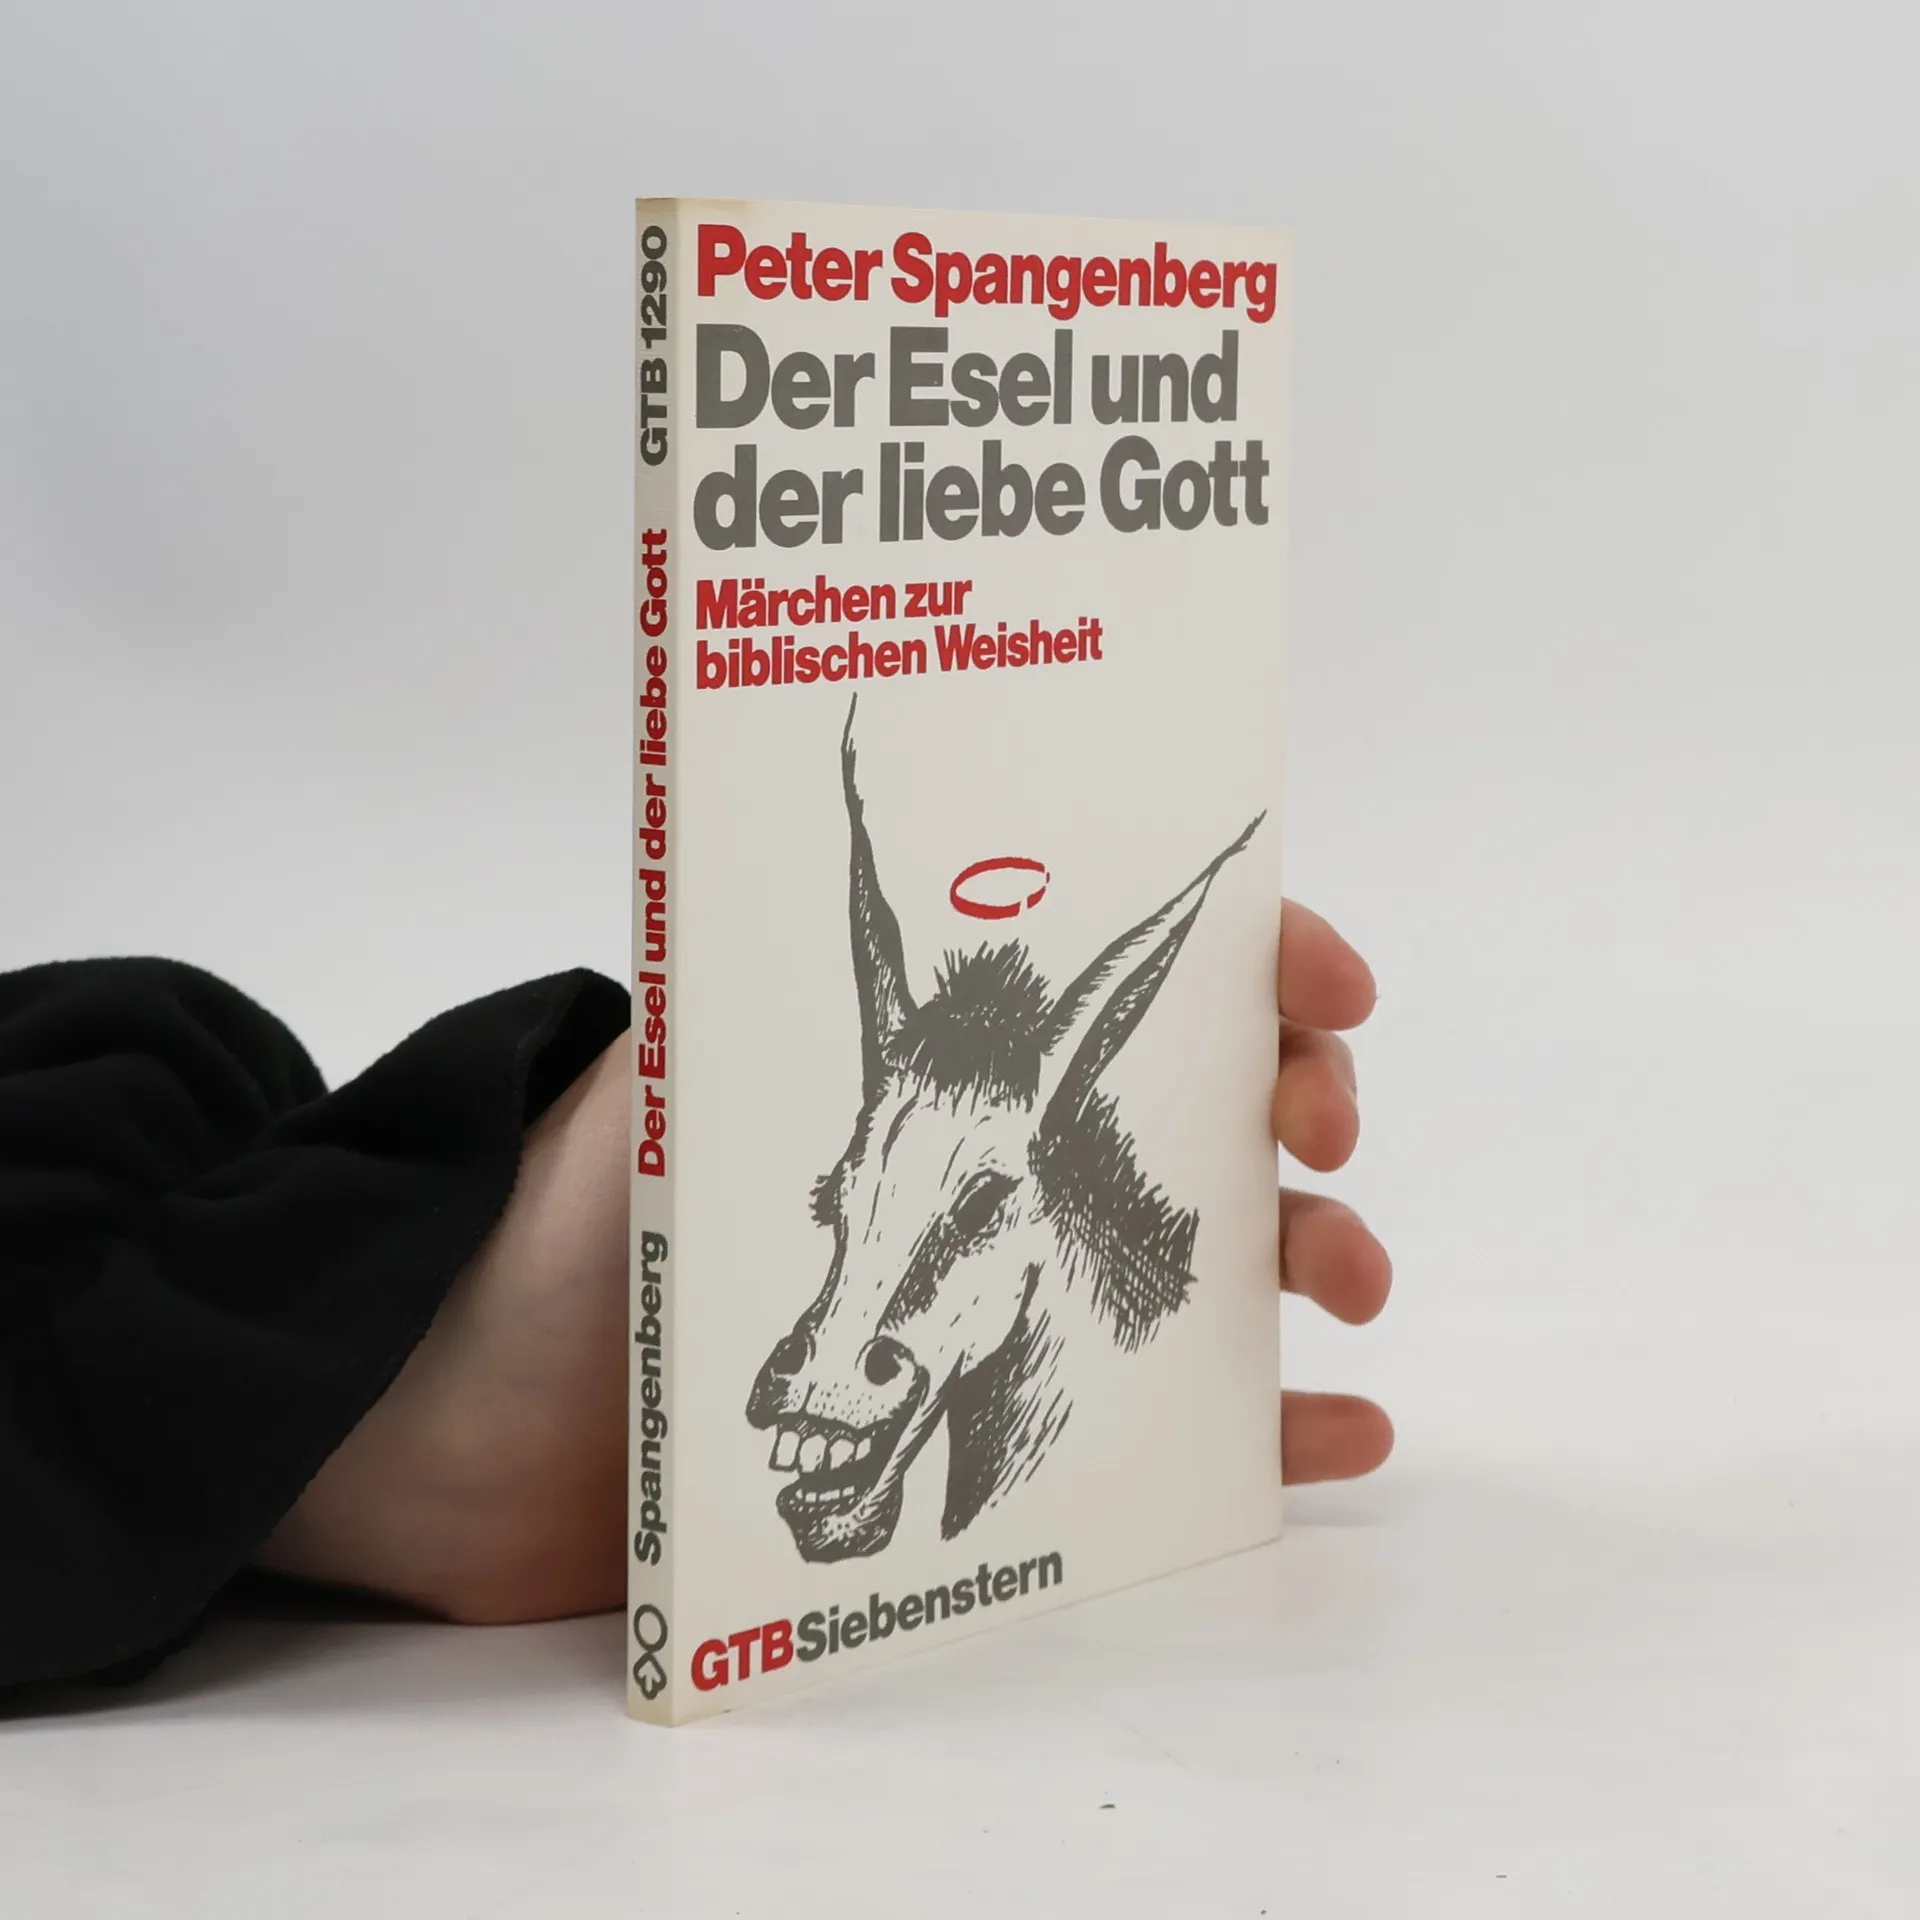 Peter Spangenberg
Der Esel und
der liebe Gott
Märchen zur
biblischen Weisheit
GTB Siebenstern
Spangenberg Der Esel und der liebe Gott GTB 1290